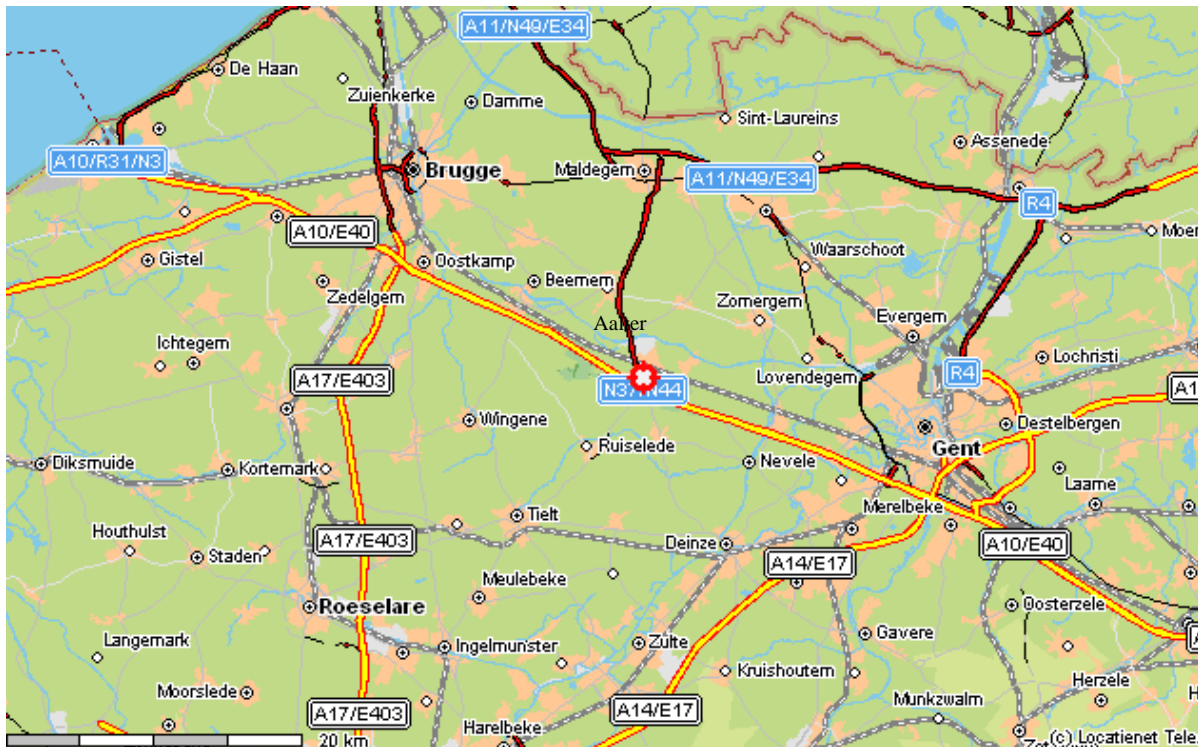 A11/N49/E34
De Haan
Zuienkerke
Damme
Sint-Laureins
Assenede
A10/R31/N3
Brugge
Maldegem
A11/N49/E34
R4
A10/E40
Moer
Gistel
Oostkamp
Waarschoot
Zedelgem
Beernem
Zomergem
Evergem
Aalter
Ichtegem
Lochristi
A17/E403
Lovendegem
R4
N37/N44
A1
Wingene
Destelbergen
Ruiselede
Gent
Diksmuide
Kortemark
Nevele
Laarne
Merelbeke
Tielt
Houthulst
A17/E403
Staden
Deinze
A10/E40
A14/E17
Meulebeke
Roeselare
Oosterzele
Langemark
Ingelmunster
Zulte
Gavere
Kruishoutem
Moorslede
Herzele
Munkzwalm
A17/E403
A14/E17
Harelbeke
20 km
(c) Locatienet Tele